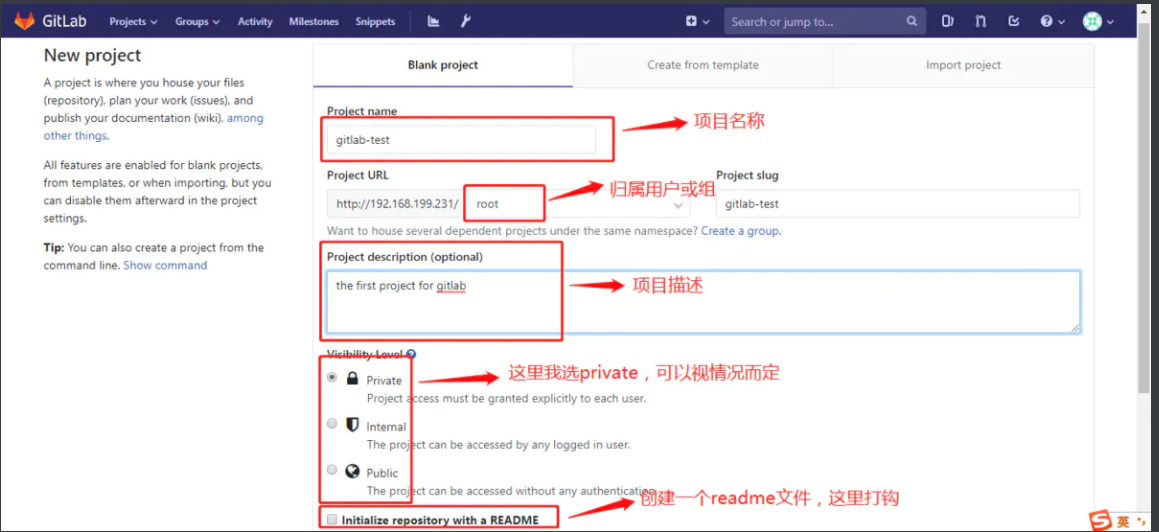 GitLab Projects Groups Activity Milestones Snippets Search or jump to...
New project
A project is where you house your files
(repository), plan your work (issues), and
publish your documentation (wiki), among
other things.
All features are enabled for blank projects,
from templates, or when importing, but you
can disable them afterward in the project
settings.
Tip: You can also create a project from the
command line. Show command
Blank project Create from template Import project
Project name
gitlab-test
项目名称
Project URL
归属用户或组
Project slug
http://192.168.199.231/ root
gitlab-test
Want to house several dependent projects under the same namespace? Create a group.
Project description (optional)
the first project for gitlab
项目描述
Visibility Level
Private
这里我选private，可以视情况而定
Project access must be granted explicitly to each user.
Internal
The project can be accessed by any logged in user.
Public
The project can be accessed without any authentication.
创建一个readme文件，这里打钩
Initialize repository with a README
S 英